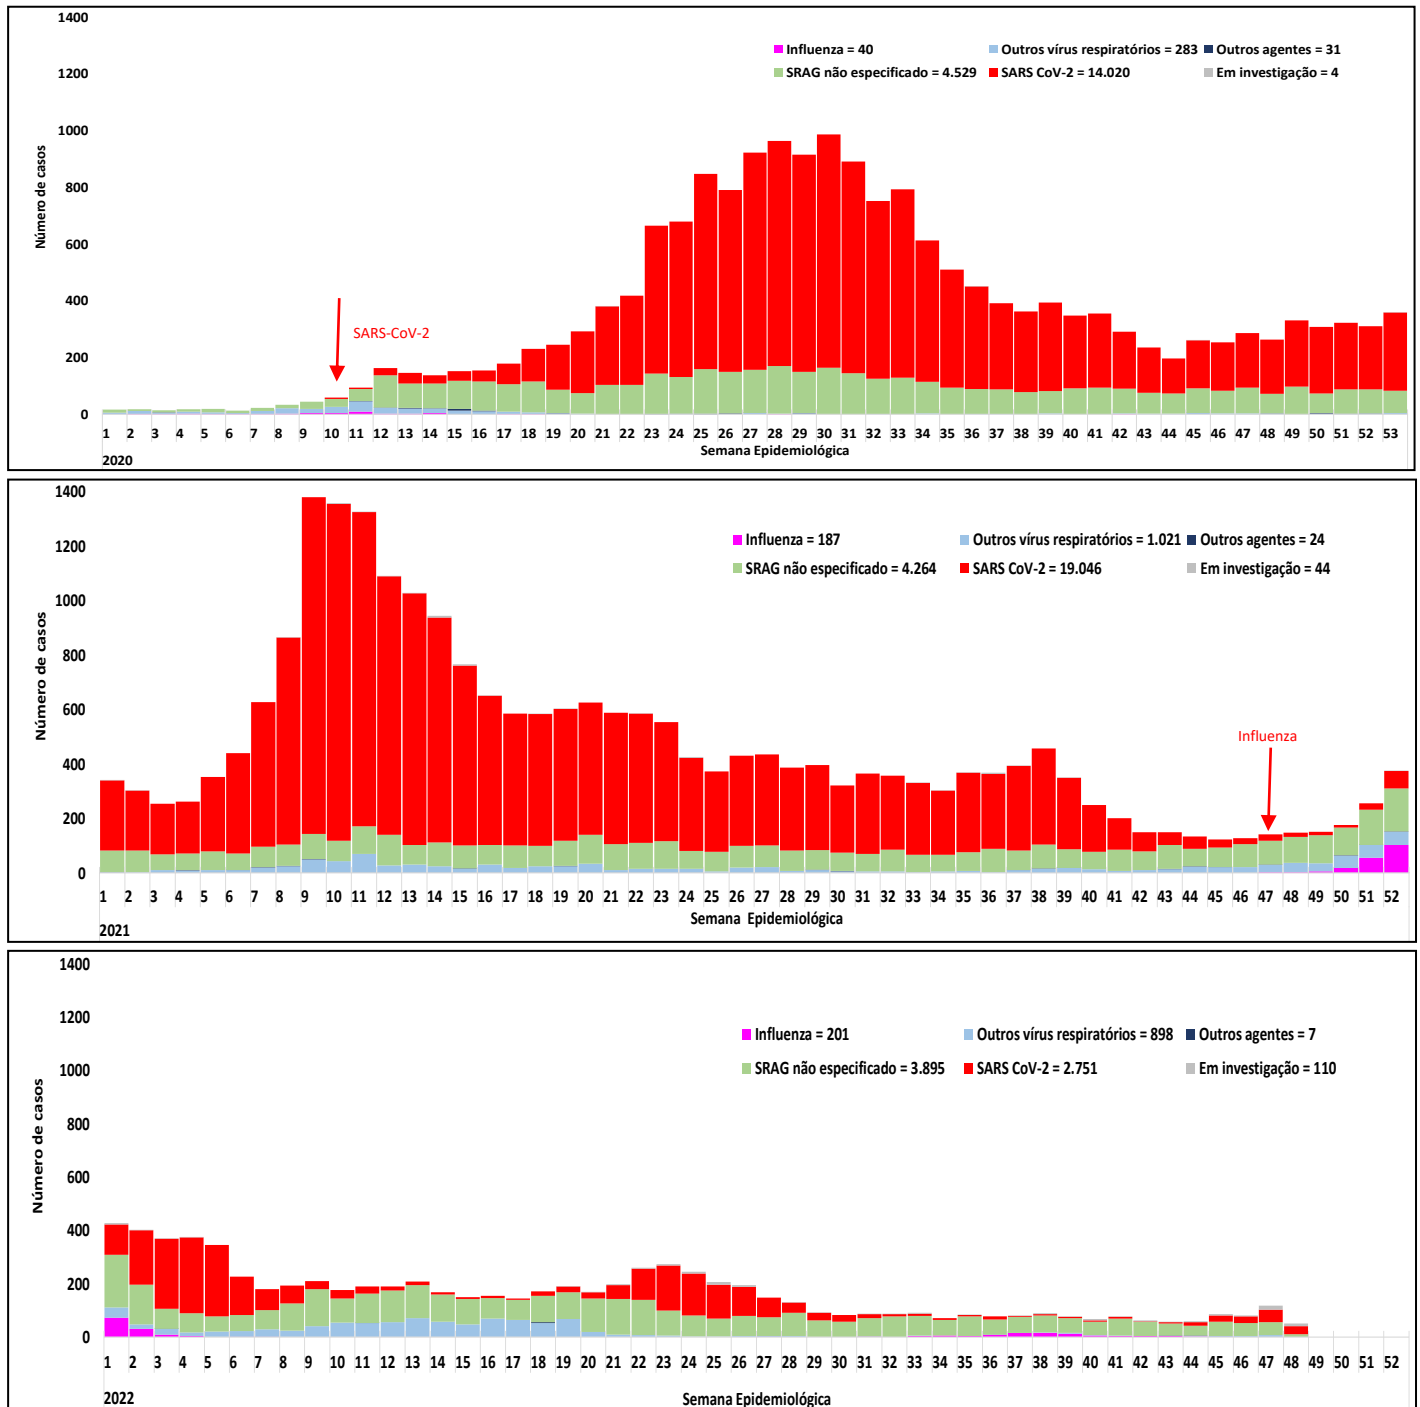 1400
Influenza = 40 Outros vírus respiratórios = 283 Outros agentes = 31
SRAG não especificado = 4.529 SARS CoV-2 = 14.020 Em investigação = 4
1200
1000
800
600
400
200
0
Número de casos
SARS-CoV-2
1 2 3 4 5 6 7 8 9 10 11 12 13 14 15 16 17 18 19 20 21 22 23 24 25 26 27 28 29 30 31 32 33 34 35 36 37 38 39 40 41 42 43 44 45 46 47 48 49 50 51 52 53
Semana Epidemiológica
2020
1400
Influenza = 187 Outros vírus respiratórios = 1.021 Outros agentes = 24
SRAG não especificado = 4.264 SARS CoV-2 = 19.046 Em investigação = 44
1200
1000
800
600
400
200
0
Número de casos
Influenza
1 2 3 4 5 6 7 8 9 10 11 12 13 14 15 16 17 18 19 20 21 22 23 24 25 26 27 28 29 30 31 32 33 34 35 36 37 38 39 40 41 42 43 44 45 46 47 48 49 50 51 52
Semana Epidemiológica
2021
1400
1200
Influenza = 201 Outros vírus respiratórios = 898 Outros agentes = 7
SRAG não especificado = 3.895 SARS CoV-2 = 2.751 Em investigação = 110
1000
800
600
400
200
0
Número de casos
1 2 3 4 5 6 7 8 9 10 11 12 13 14 15 16 17 18 19 20 21 22 23 24 25 26 27 28 29 30 31 32 33 34 35 36 37 38 39 40 41 42 43 44 45 46 47 48 49 50 51 52
2022
Semana Epidemiológica